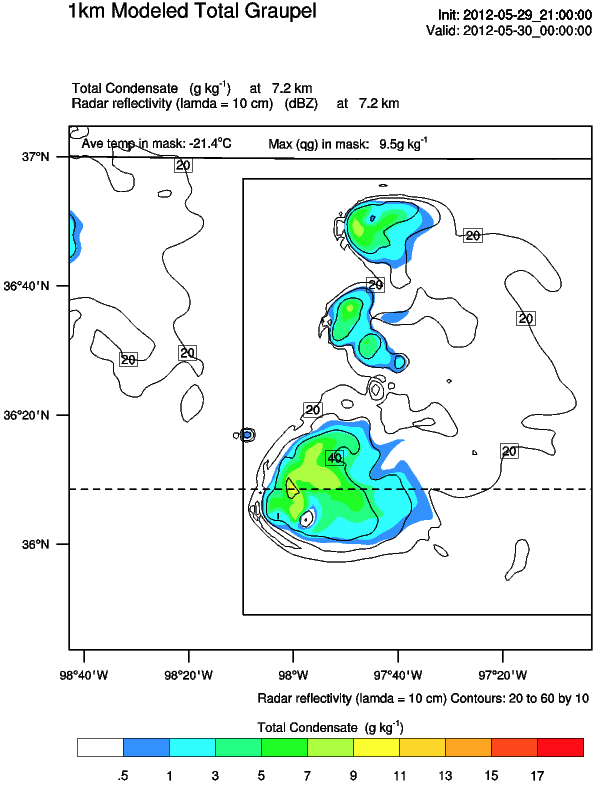 1km Modeled Total Graupel
Init: 2012-05-29_21:00:00
Valid: 2012-05-30_00:00:00
Total Condensate (g kg-1) at 7.2 km
Radar reflectivity (lamda = 10 cm) (dBZ) at 7.2 km
Ave temp in mask: -21.4°C Max (qg) in mask: 9.5g kg-1
37°N
20
20
36°40'N
20
20
20
20
20
36°20'N
20
40
36°N
98°40'W 98°20'W 98°W 97°40'W 97°20'W
Radar reflectivity (lamda = 10 cm) Contours: 20 to 60 by 10
Total Condensate (g kg-1)
.5 1 3 5 7 9 11 13 15 17